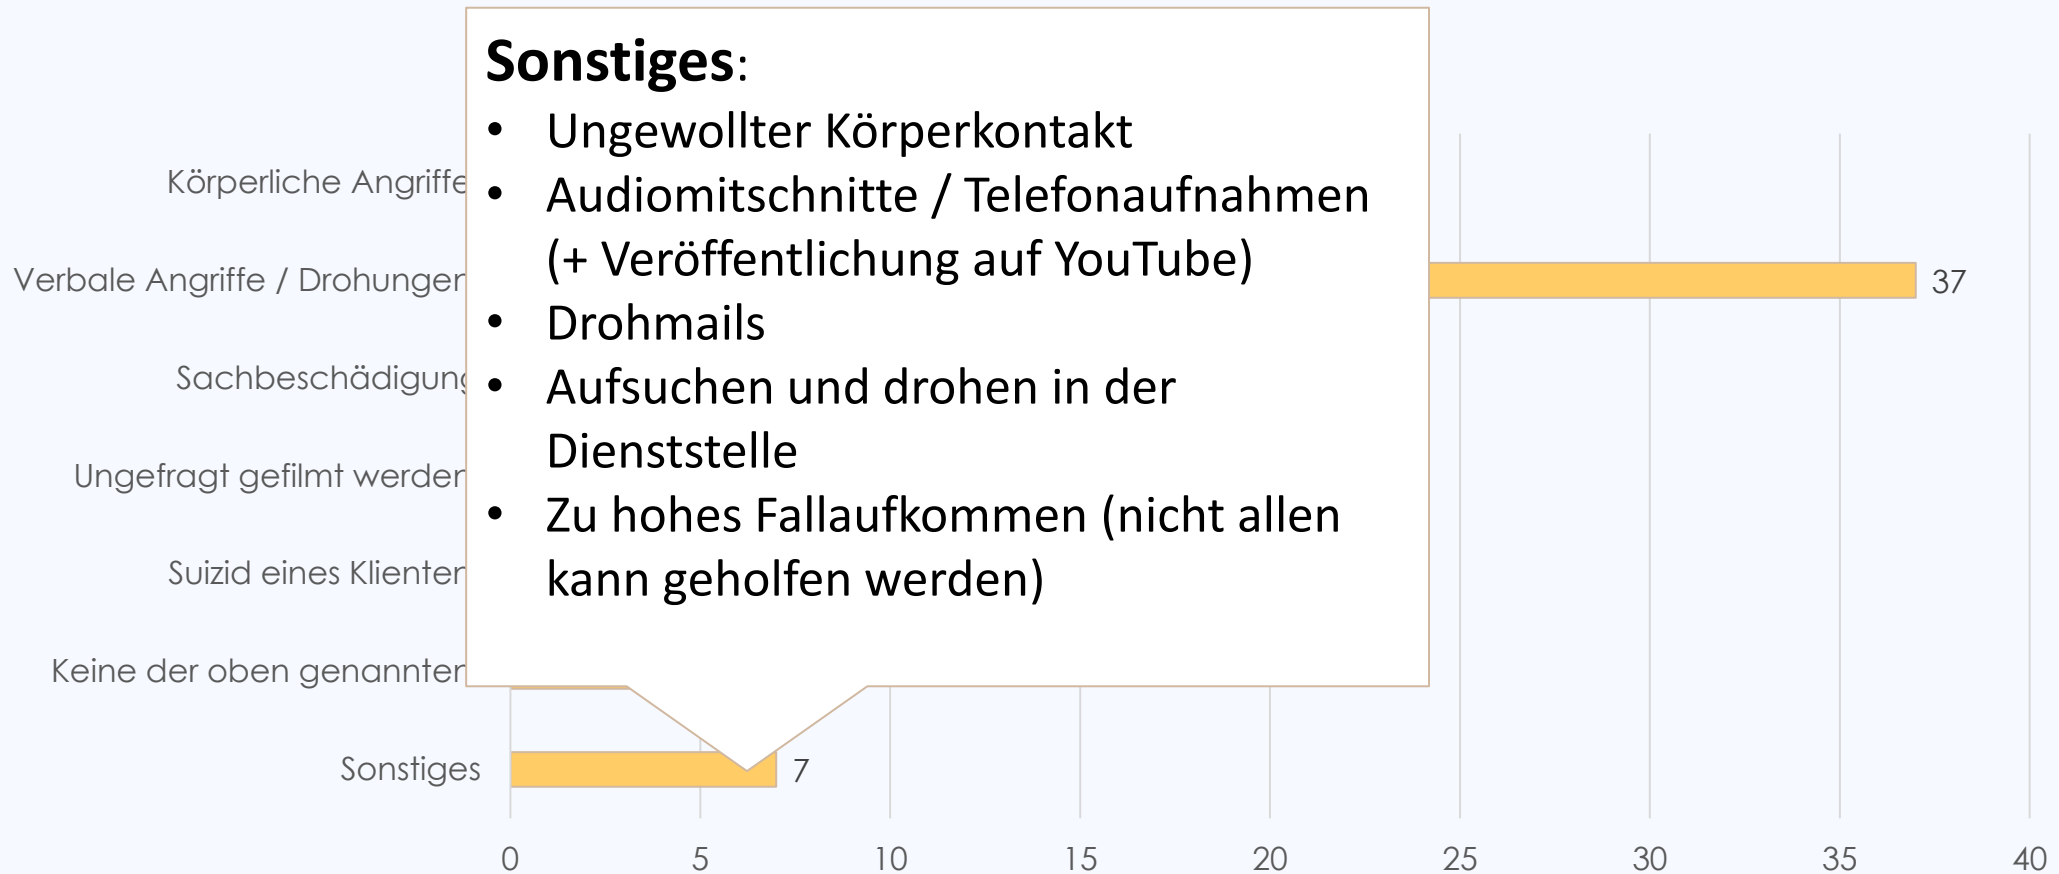 Sonstiges:
• Ungewollter Körperkontakt
• Audiomitschnitte / Telefonaufnahmen
(+ Veröffentlichung auf YouTube)
• Drohmails
• Aufsuchen und drohen in der
Dienststelle
• Zu hohes Fallaufkommen (nicht allen
kann geholfen werden)
Körperliche Angriffe
Verbale Angriffe / Drohungen
37
Sachbeschädigung
Ungefragt gefilmt werden
Suizid eines Klienten
Keine der oben genannten
Sonstiges
7
0 5 10 15 20 25 30 35 40